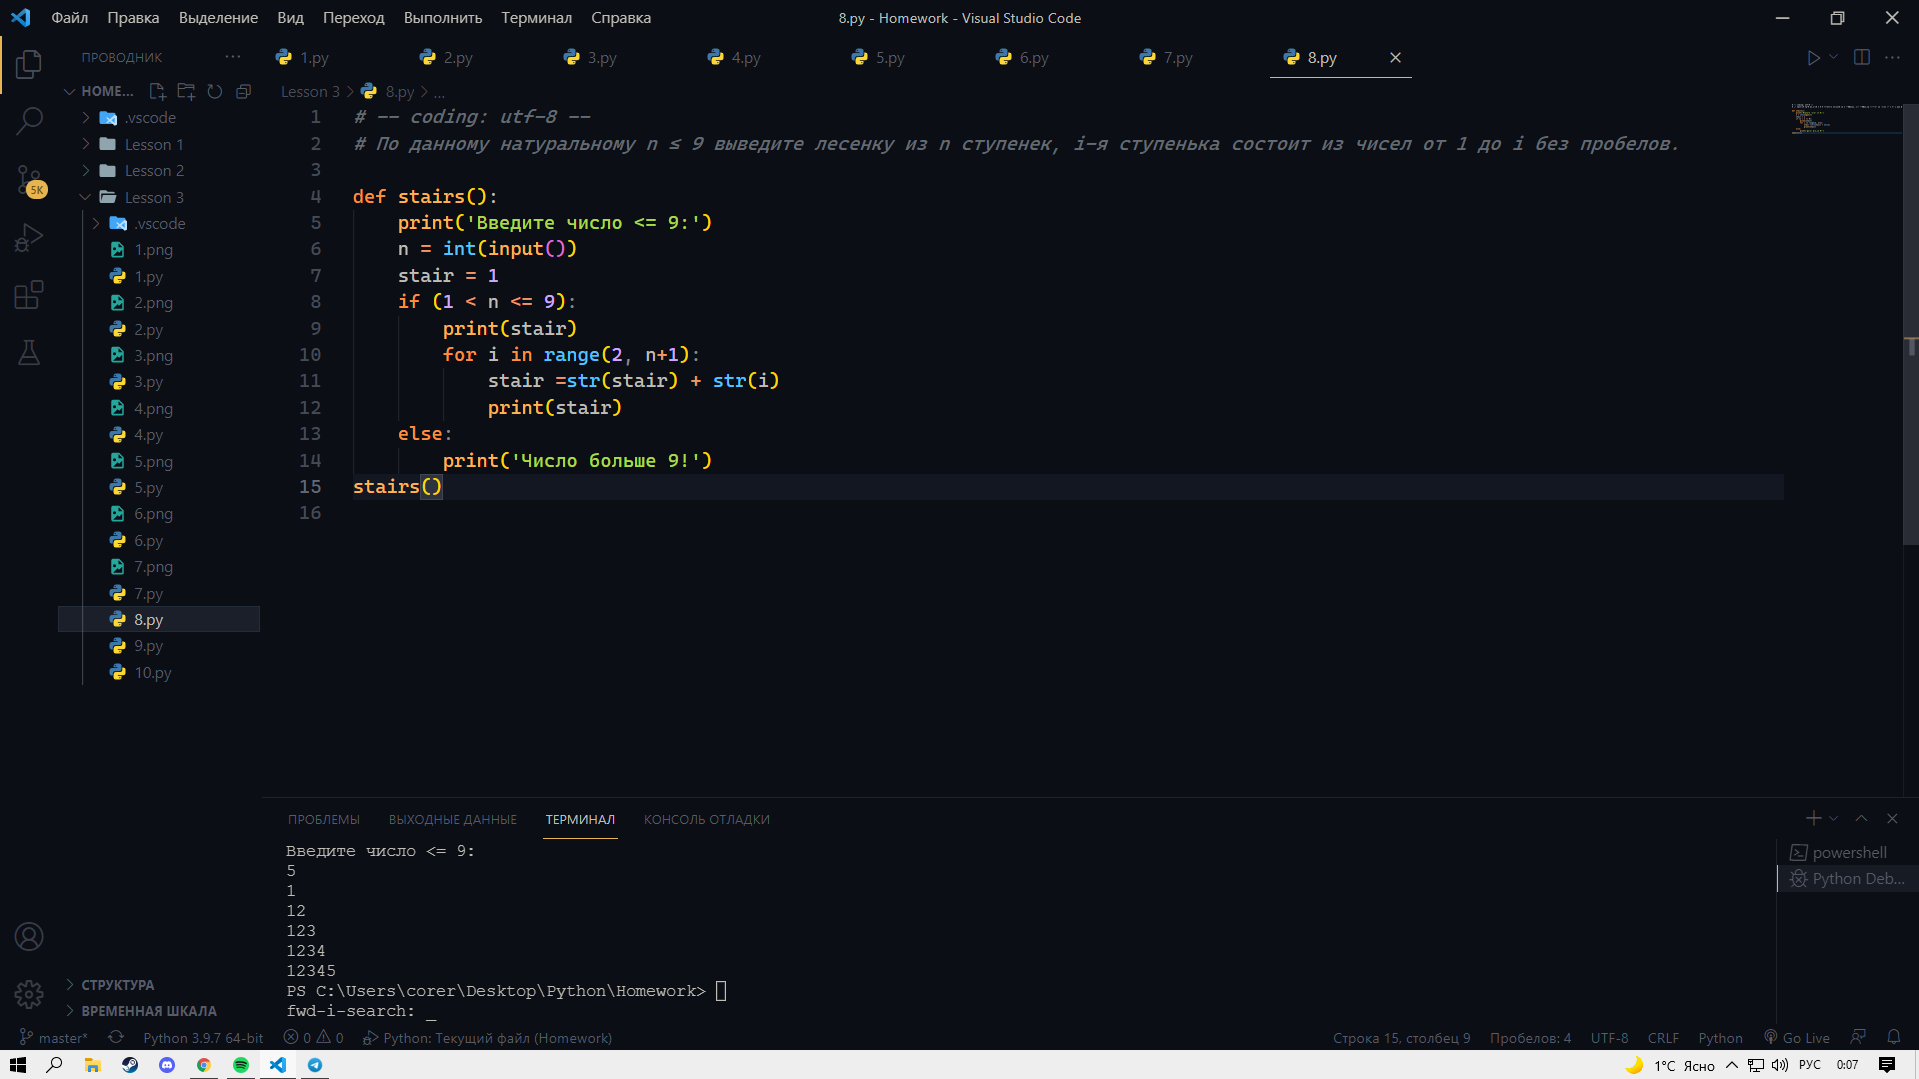 Файл Правка Выделение Вид Переход Выполнить Терминал Справка
8.py - Homework - Visual Studio Code
ПРОВОДНИК
1.py 2.py 3.py 4.py 5.py 6.py 7.py 8.py
HOME...
Lesson 3 > 8.py > ...
.vscode
Lesson 1
Lesson 2
Lesson 3
.vscode
1.png
1.py
2.png
2.py
3.png
3.py
4.png
4.py
5.png
5.py
6.png
6.py
7.png
7.py
8.py
9.py
10.py
5K
СТРУКТУРА
ВРЕМЕННАЯ ШКАЛА
1 # -- coding: utf-8 --
2 # По данному натуральному n ≤ 9 выведите лесенку из n ступенек, i-я ступенька состоит из чисел от 1 до i без пробелов.
3
4 def stairs():
5 print('Введите число <= 9:')
6 n = int(input())
7 stair = 1
8 if (1 < n <= 9):
9 print(stair)
10 for i in range(2, n+1):
11 stair =str(stair) + str(i)
12 print(stair)
13 else:
14 print('Число больше 9!')
15 stairs()
16
ПРОБЛЕМЫ ВЫХОДНЫЕ ДАННЫЕ ТЕРМИНАЛ КОНСОЛЬ ОТЛАДКИ
Введите число <= 9:
5
1
12
123
1234
12345
PS C:\Users\corer\Desktop\Python\Homework>
fwd-i-search: _
powershell
Python Deb...
master* Python 3.9.7 64-bit 0 0 Python: Текущий файл (Homework)
Строка 15, столбец 9 Пробелов: 4 UTF-8 CRLF Python Go Live
1°C Ясно РУС 0:07